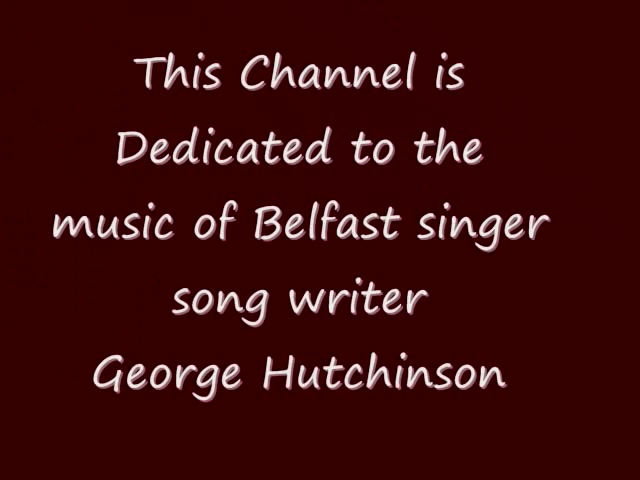 This Channel is
Dedicated to the
music of Belfast singer
song writer
George Hutchinson